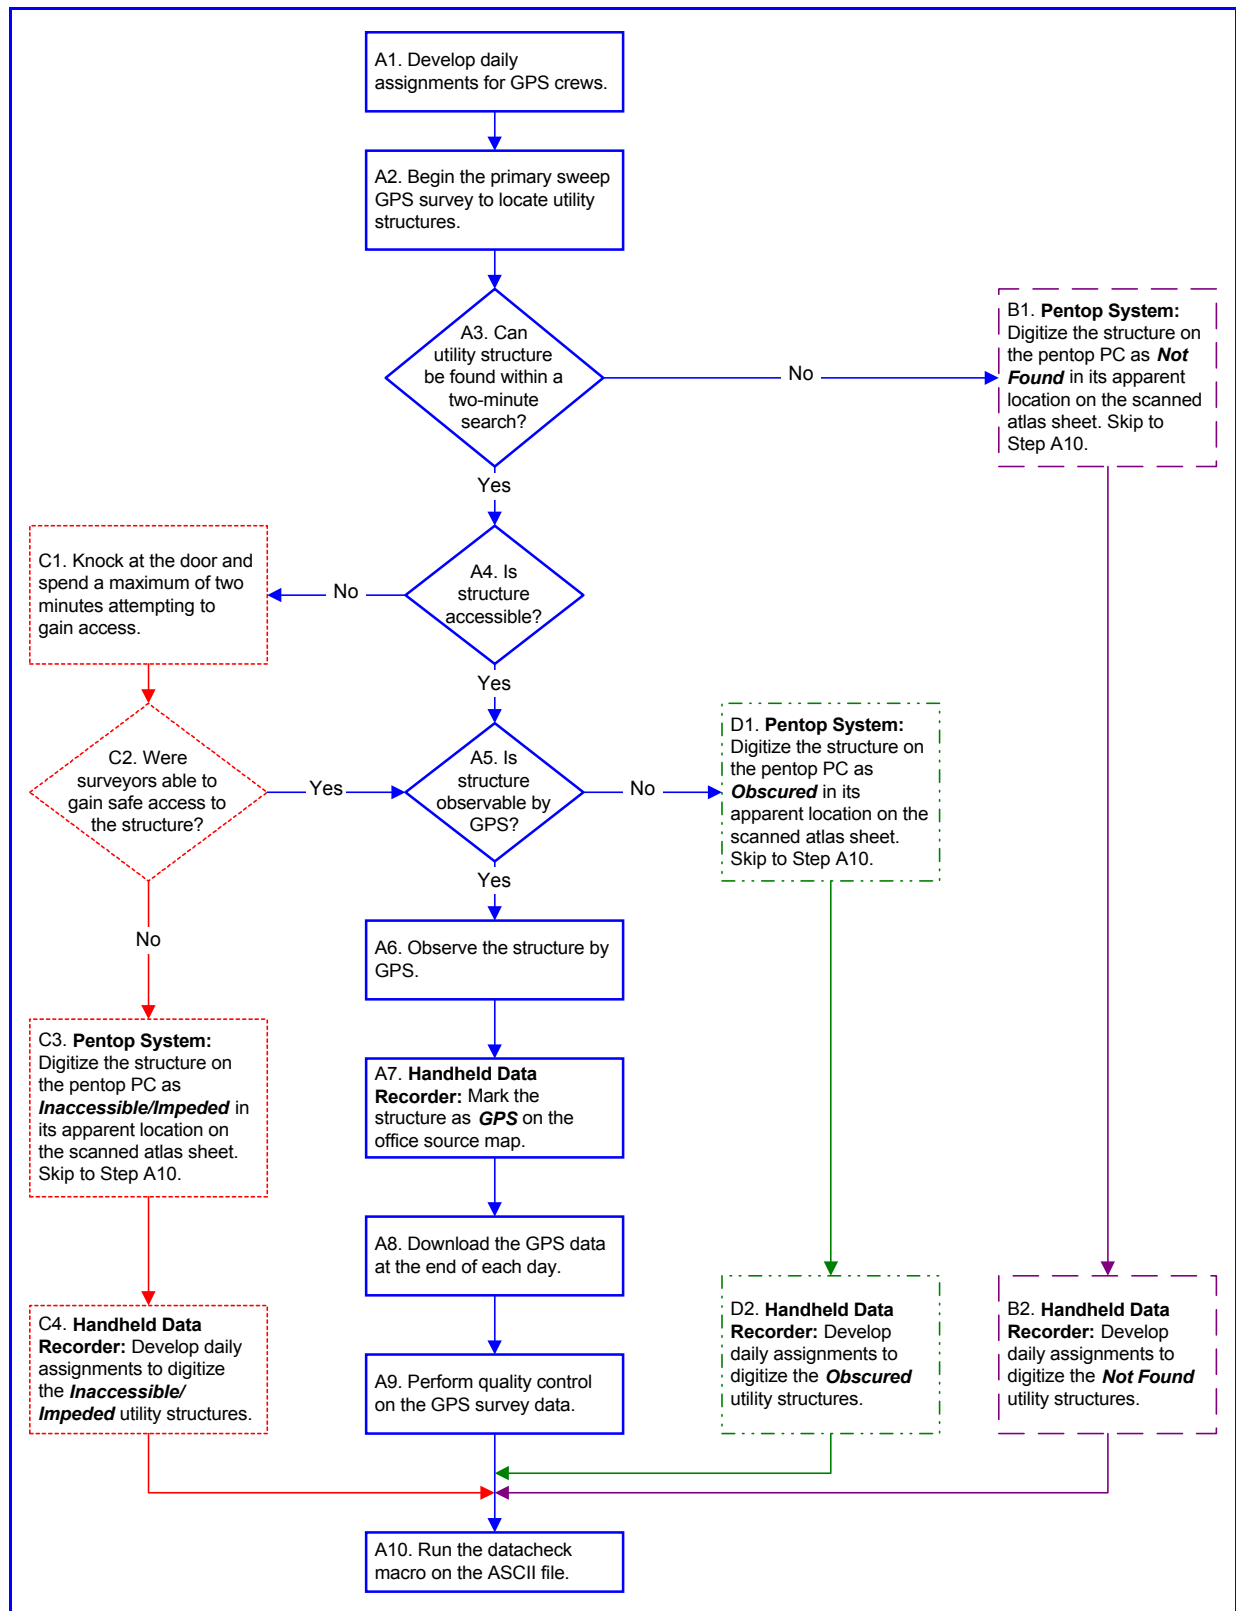 A1. Develop daily
assignments for GPS crews.
A2. Begin the primary sweep
GPS survey to locate utility
structures.
A3. Can
utility structure
be found within a
two-minute
search?
No
B1. Pentop System:
Digitize the structure on
the pentop PC as Not
Found in its apparent
location on the scanned
atlas sheet. Skip to
Step A10.
Yes
C1. Knock at the door and
spend a maximum of two
minutes attempting to
gain access.
No
A4. Is
structure
accessible?
Yes
C2. Were
surveyors able to
gain safe access to
the structure?
Yes
A5. Is
structure
observable by
GPS?
No
D1. Pentop System:
Digitize the structure on
the pentop PC as
Obscured in its
apparent location on the
scanned atlas sheet.
Skip to Step A10.
Yes
No
A6. Observe the structure by
GPS.
C3. Pentop System:
Digitize the structure on
the pentop PC as
Inaccessible/Impeded in
its apparent location on
the scanned atlas sheet.
Skip to Step A10.
A7. Handheld Data
Recorder: Mark the
structure as GPS on the
office source map.
A8. Download the GPS data
at the end of each day.
C4. Handheld Data
Recorder: Develop daily
assignments to digitize
the Inaccessible/
Impeded utility structures.
A9. Perform quality control
on the GPS survey data.
D2. Handheld Data
Recorder: Develop
daily assignments to
digitize the Obscured
utility structures.
B2. Handheld Data
Recorder: Develop
daily assignments to
digitize the Not Found
utility structures.
A10. Run the datacheck
macro on the ASCII file.